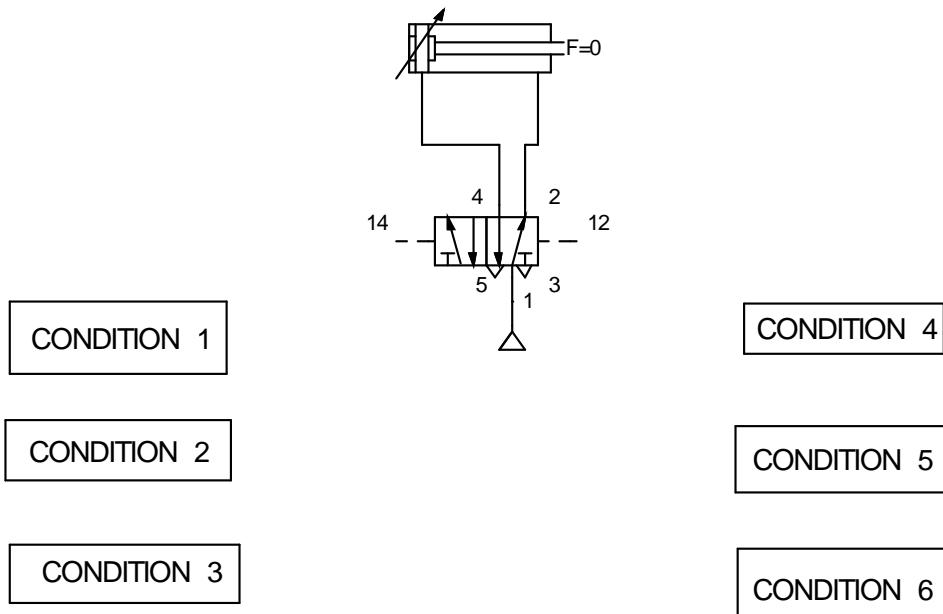 F=0
4 2
14 12
5 3
1
CONDITION 1
CONDITION 4
CONDITION 2
CONDITION 5
CONDITION 3
CONDITION 6